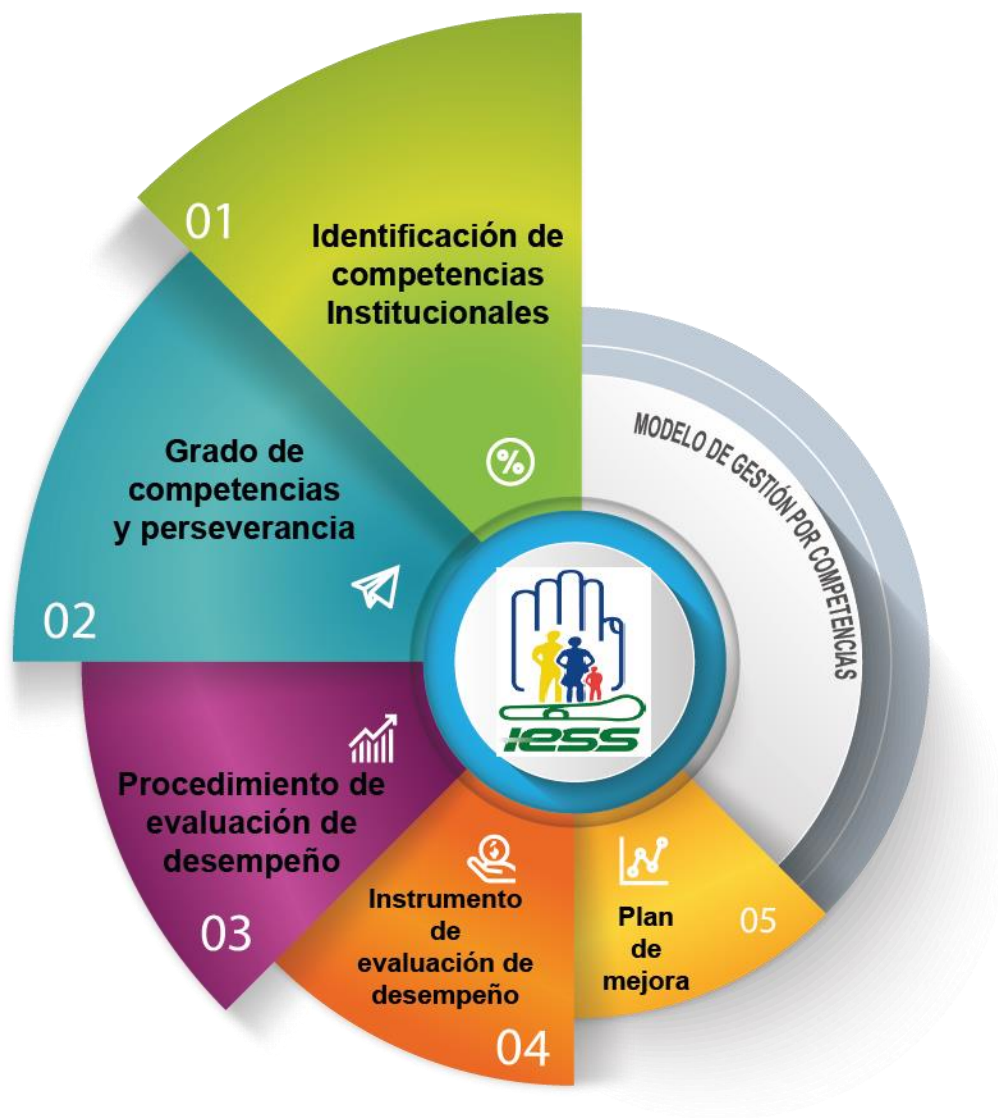 01
Identificación de
competencias
Institucionales
MODELO DE GESTIÓN POR COMPETENCIAS
Grado de
competencias
y perseverancia
02
iess
Procedimiento de
evaluación de
desempeño
03
Instrumento
de
evaluación de
desempeño
04
Plan
de
mejora
05